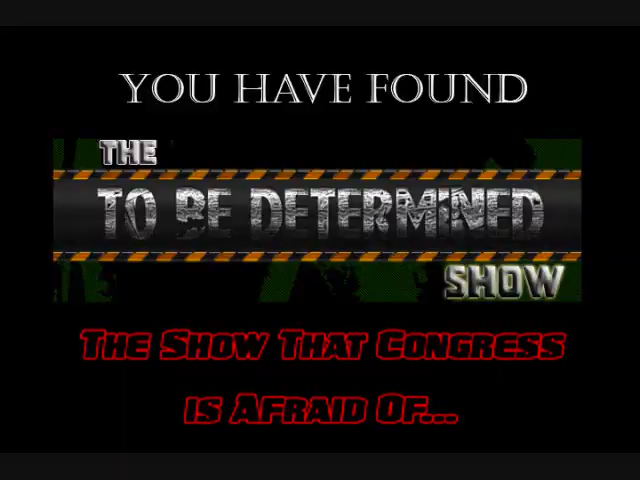 YOU HAVE FOUND
THE
TO BE DETERMINED
SHOW
The Show That Congress
is Afraid Of...